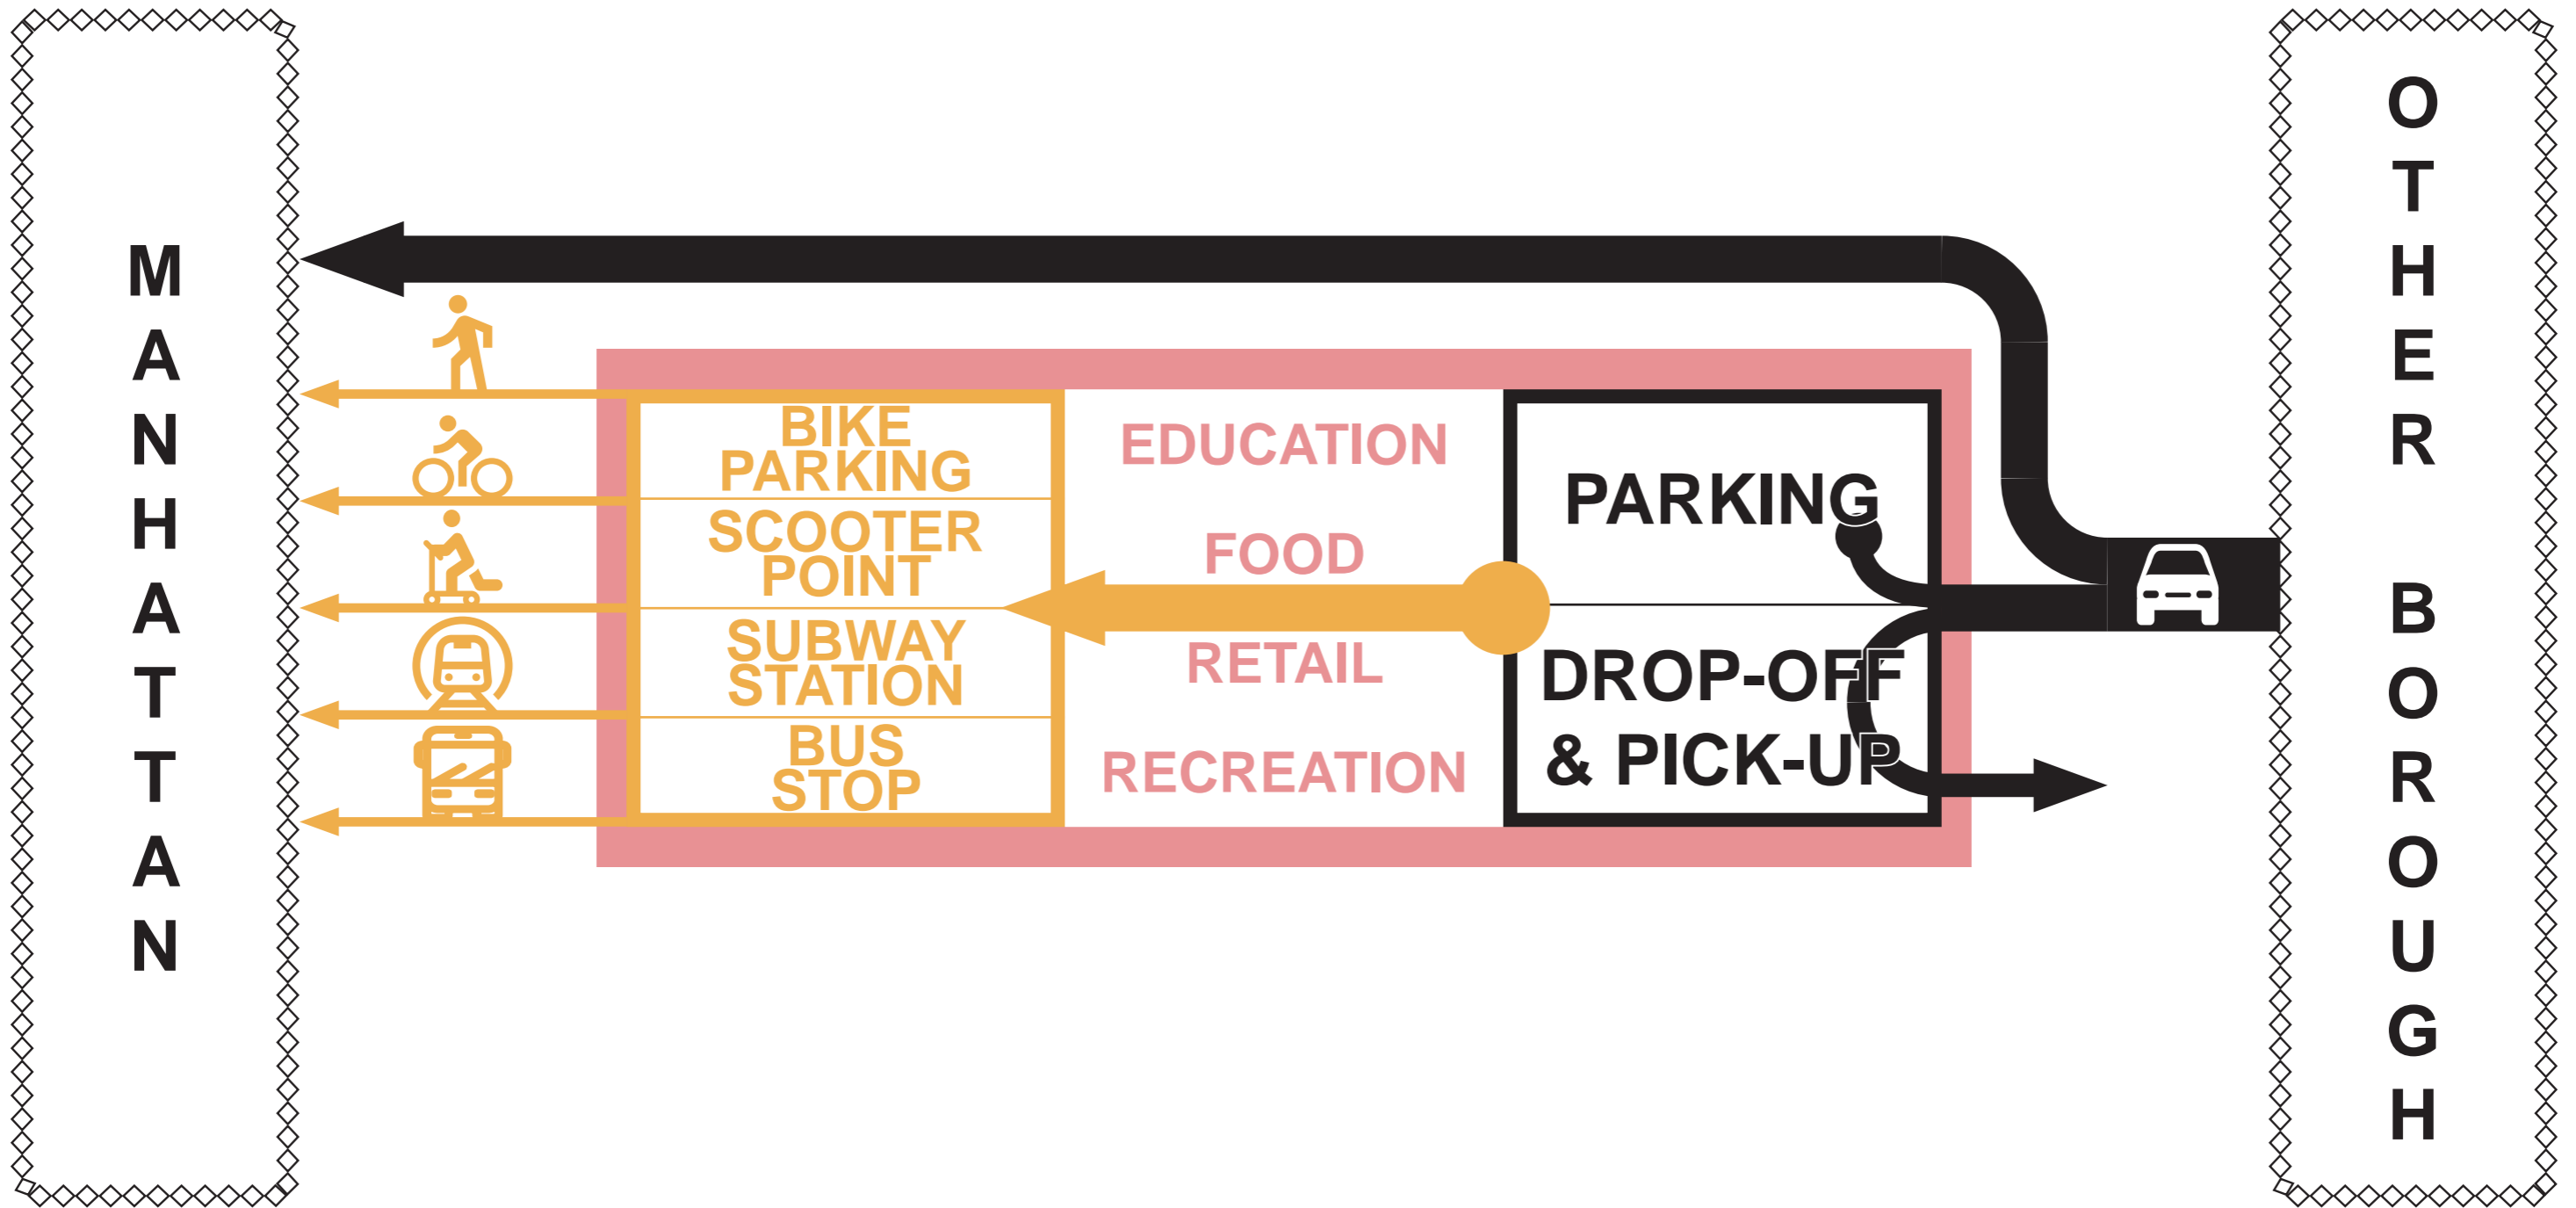 MANHATTAN
BIKE
PARKING
SCOOTER
POINT
SUBWAY
STATION
BUS
STOP
EDUCATION
FOOD
RETAIL
RECREATION
PARKING
DROP-OFF
& PICK-UP
OTHER BOROUGH